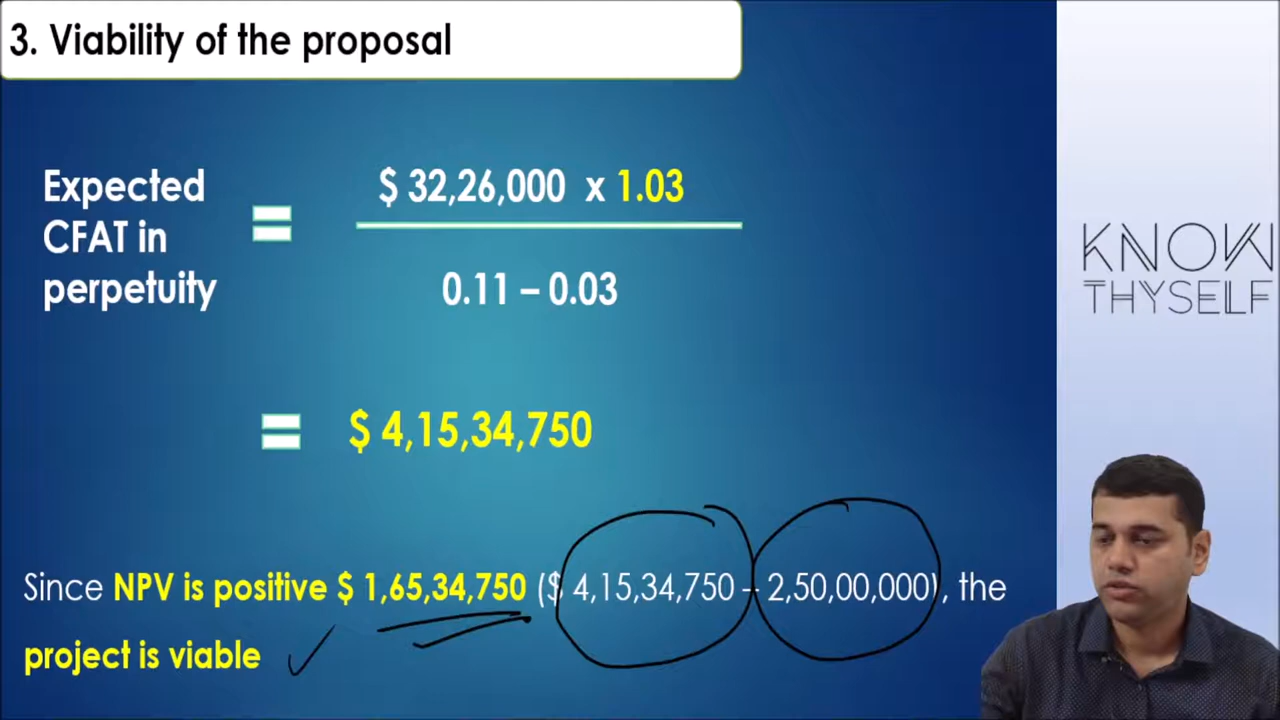 3. Viability of the proposal
Expected
CFAT in
perpetuity
=
$ 32,26,000 x 1.03
0.11 – 0.03
= $ 4,15,34,750
Since NPV is positive $ 1,65,34,750 ($ 4,15,34,750 – 2,50,00,000), the
project is viable
KNOW
THYSELF